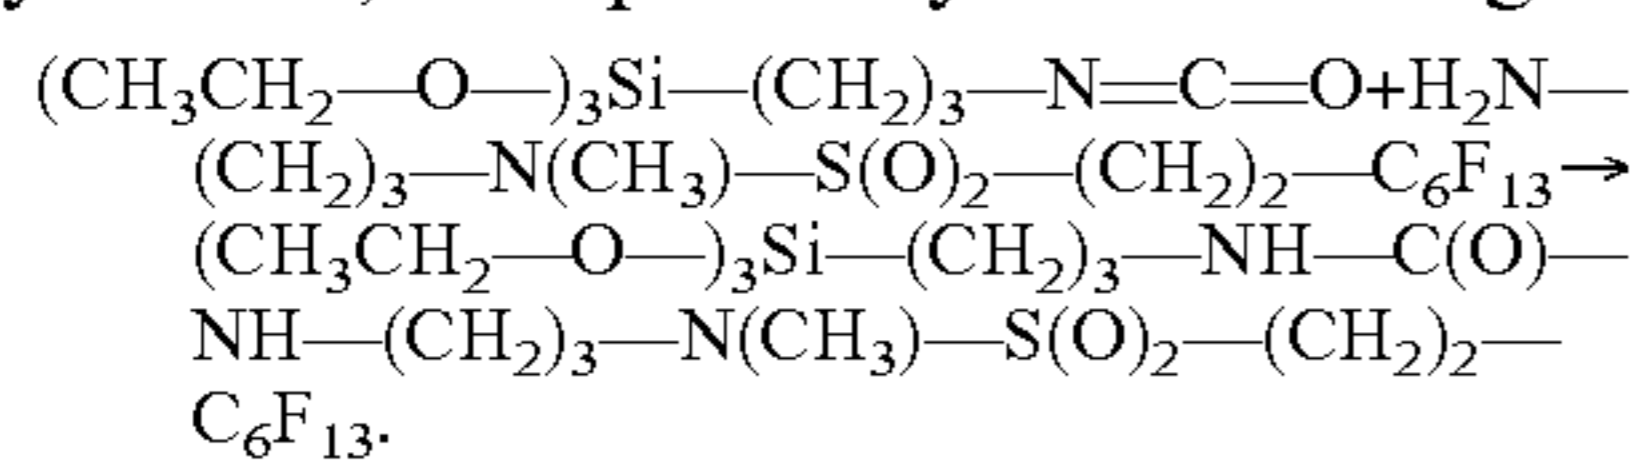 (CH₃CH₂—O—)₃Si—(CH₂)₃—N=C=O+H₂N—
(CH₂)₃—N(CH₃)—S(O)₂—(CH₂)₂—C₆F₁₃→
(CH₃CH₂—O—)₃Si—(CH₂)₃—NH—C(O)—
NH—(CH₂)₃—N(CH₃)—S(O)₂—(CH₂)₂—
C₆F₁₃.